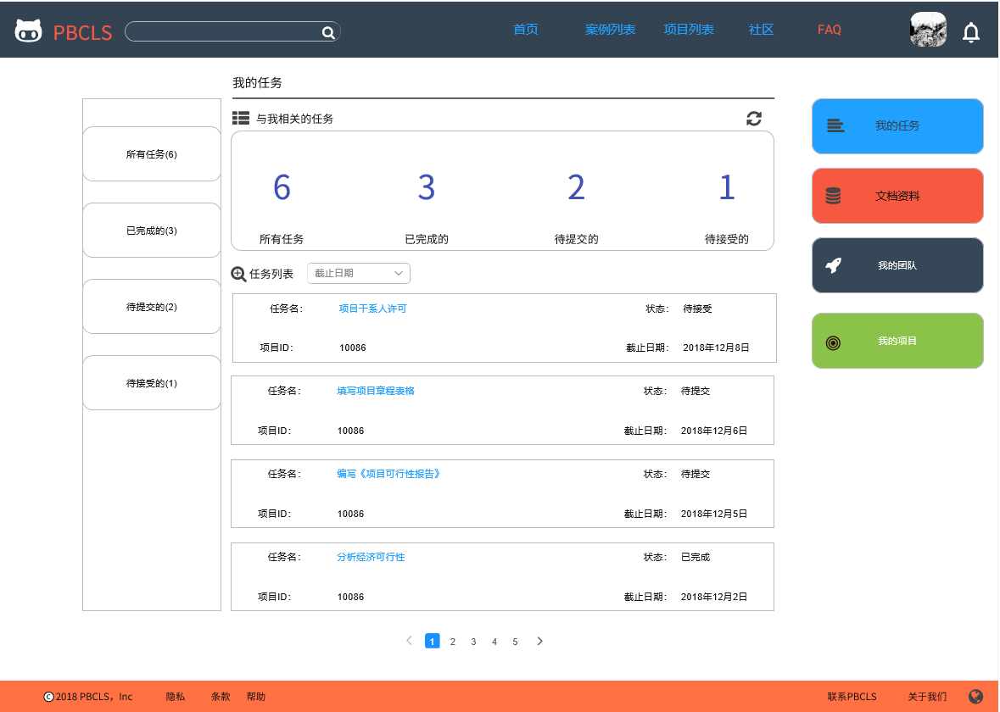 PBCLS 首页 案例列表 项目列表 社区 FAQ
我的任务
与我相关的任务
所有任务(6)
已完成的(3)
待提交的(2)
待接受的(1)
6 3 2 1
所有任务 已完成的 待提交的 待接受的
任务列表 截止日期
任务名: 项目干系人许可 状态: 待接受
项目ID: 10086 截止日期: 2018年12月8日
任务名: 填写项目章程表格 状态: 待提交
项目ID: 10086 截止日期: 2018年12月6日
任务名: 编写《项目可行性报告》 状态: 待提交
项目ID: 10086 截止日期: 2018年12月5日
任务名: 分析经济可行性 状态: 已完成
项目ID: 10086 截止日期: 2018年12月2日
1 2 3 4 5
我的任务
文档资料
我的团队
我的项目
©2018 PBCLS，Inc 隐私 条款 帮助 联系PBCLS 关于我们